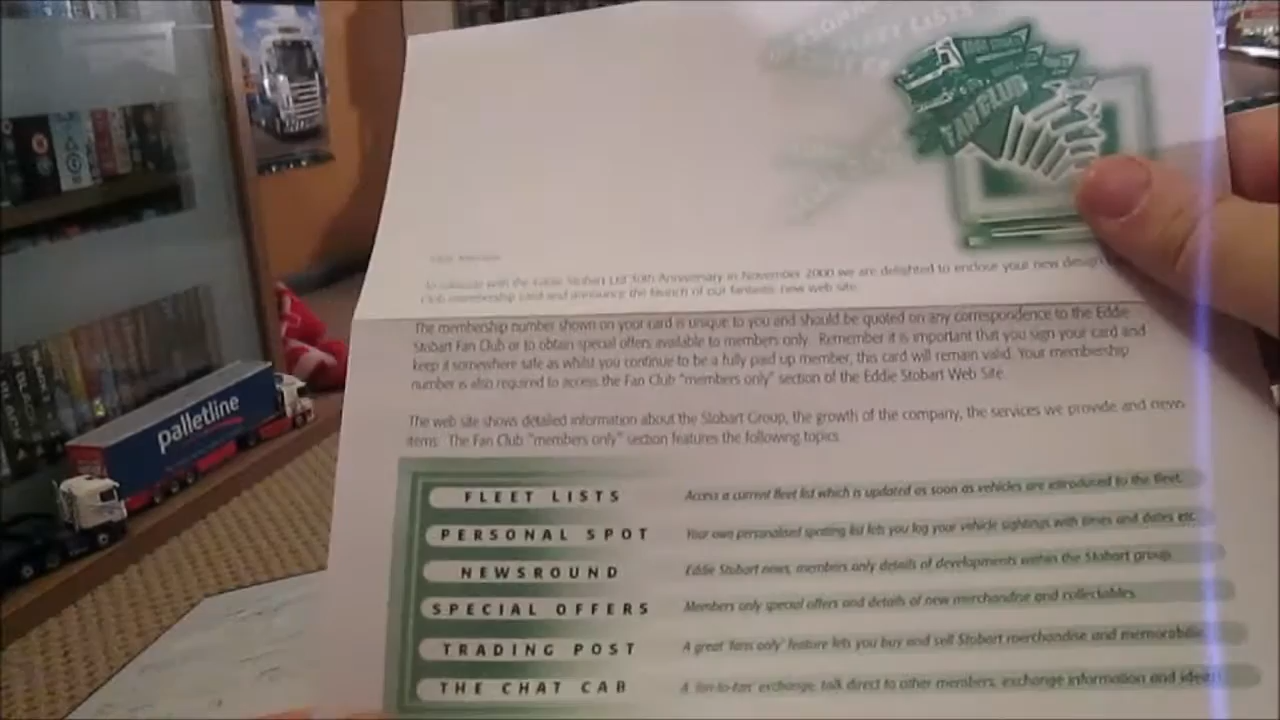 FLEET LISTS
FANCLUB
palletline
To coincide with the Eddie Stobart Ltd 30th Anniversary in November 2000 we are delighted to enclose your new design
Club membership card and announce the launch of our fantastic new web site.
The membership number shown on your card is unique to you and should be quoted on any correspondence to the Eddie
Stobart Fan Club or to obtain special offers available to members only. Remember it is important that you sign your card and
keep it somewhere safe as whilst you continue to be a fully paid up member, this card will remain valid. Your membership
number is also required to access the Fan Club "members only" section of the Eddie Stobart Web Site.
The web site shows detailed information about the Stobart Group, the growth of the company, the services we provide and news
items. The Fan Club "members only" section features the following topics
FLEET LISTS Access a current fleet list which is updated as soon as vehicles are introduced to the fleet.
PERSONAL SPOT Your own personalised spotting list lets you log your vehicle sightings with times and dates etc.
NEWSROUND Eddie Stobart news, members only details of developments within the Stobart group.
SPECIAL OFFERS Members only special offers and details of new merchandise and collectables.
TRADING POST A great 'fans only' feature lets you buy and sell Stobart merchandise and memorabilia.
THE CHAT CAB A 'fan-to-fan' exchange, talk direct to other members, exchange information and ideas